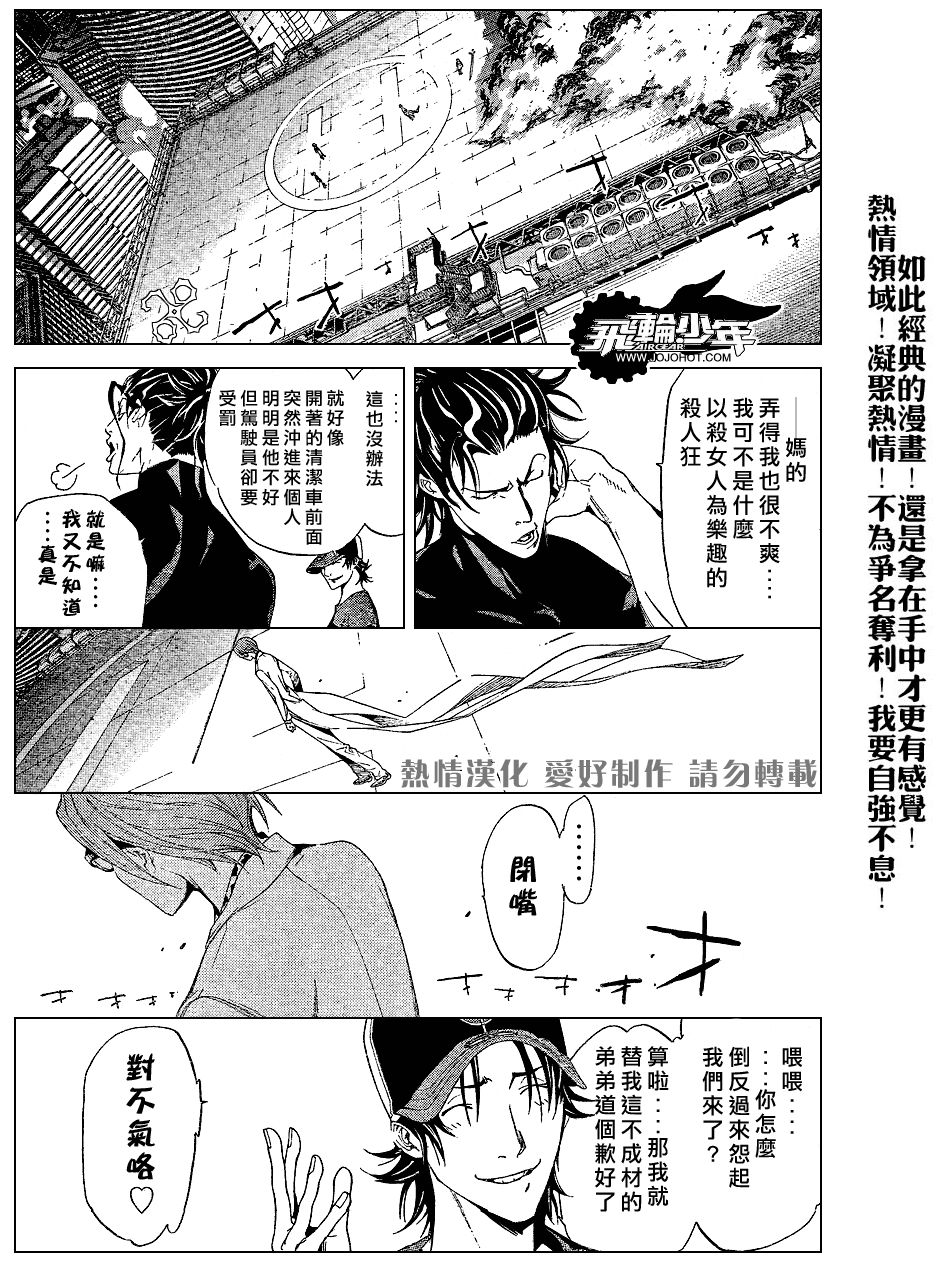 飛輪少年
AIRGEAR
WWW.JOJOHOT.COM
如此經典的漫畫！還是拿在手中才更有感覺！
熱情領域！凝聚熱情！不為爭名奪利！我要自強不息！
——媽的
弄得我也很不爽‥‥
我可不是什麼
以殺女人為樂趣的
殺人狂
‥‥
這也沒辦法
就好像
開著的清潔車前面
突然沖進來個人
明明是他不好
但駕駛員卻要
受罰
就是嘛‥‥
我又不知道
‥‥真是
熱情漢化 愛好制作 請勿轉載
‥‥‥
閉嘴
喂喂‥‥
‥‥你怎麼
倒反過來怨起
我們來了？
算啦‥‥那我就
替我這不成材的
弟弟道個歉好了
對不氣咯♡